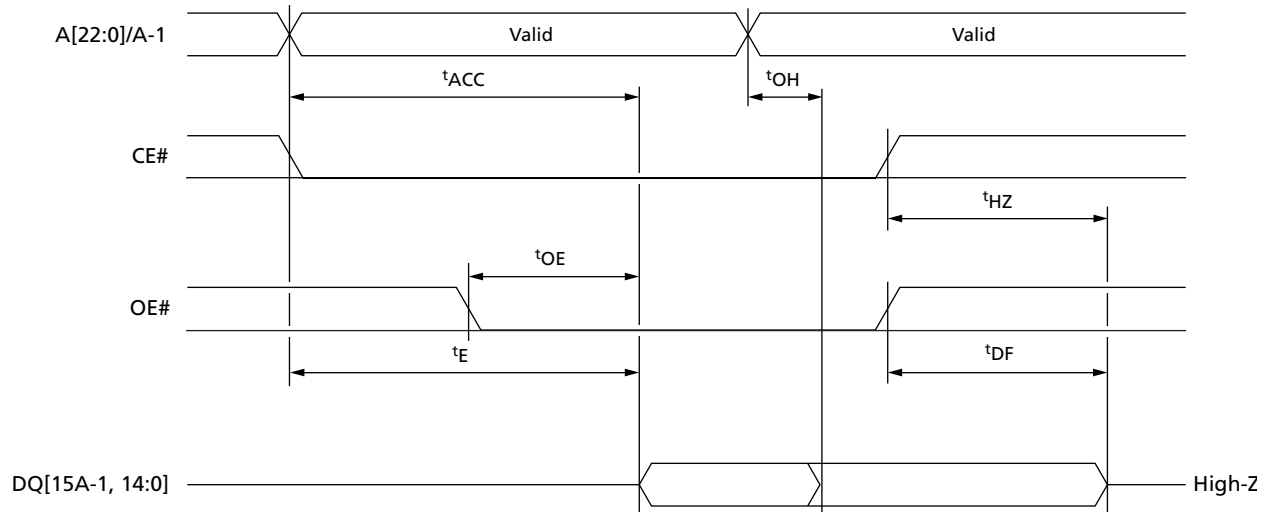 A[22:0]/A-1
Valid
Valid
tACC
tOH
CE#
tHZ
tOE
OE#
tE
tDF
DQ[15A-1, 14:0]
High-Z